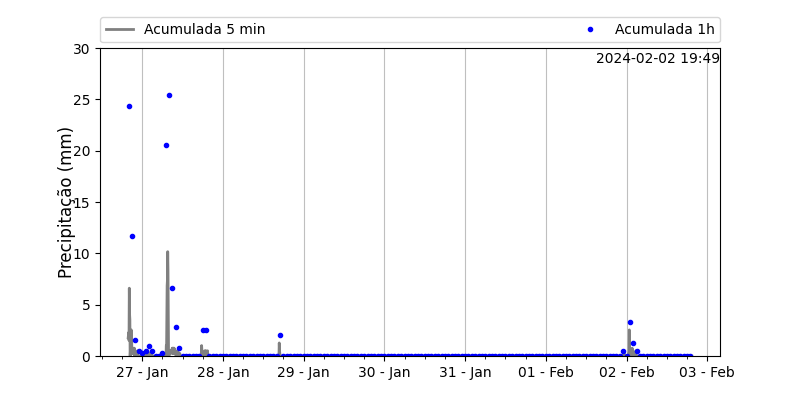 Acumulada 5 min
Acumulada 1h
2024-02-02 19:49
Precipitação (mm)
30
25
20
15
10
5
0
27 - Jan
28 - Jan
29 - Jan
30 - Jan
31 - Jan
01 - Feb
02 - Feb
03 - Feb